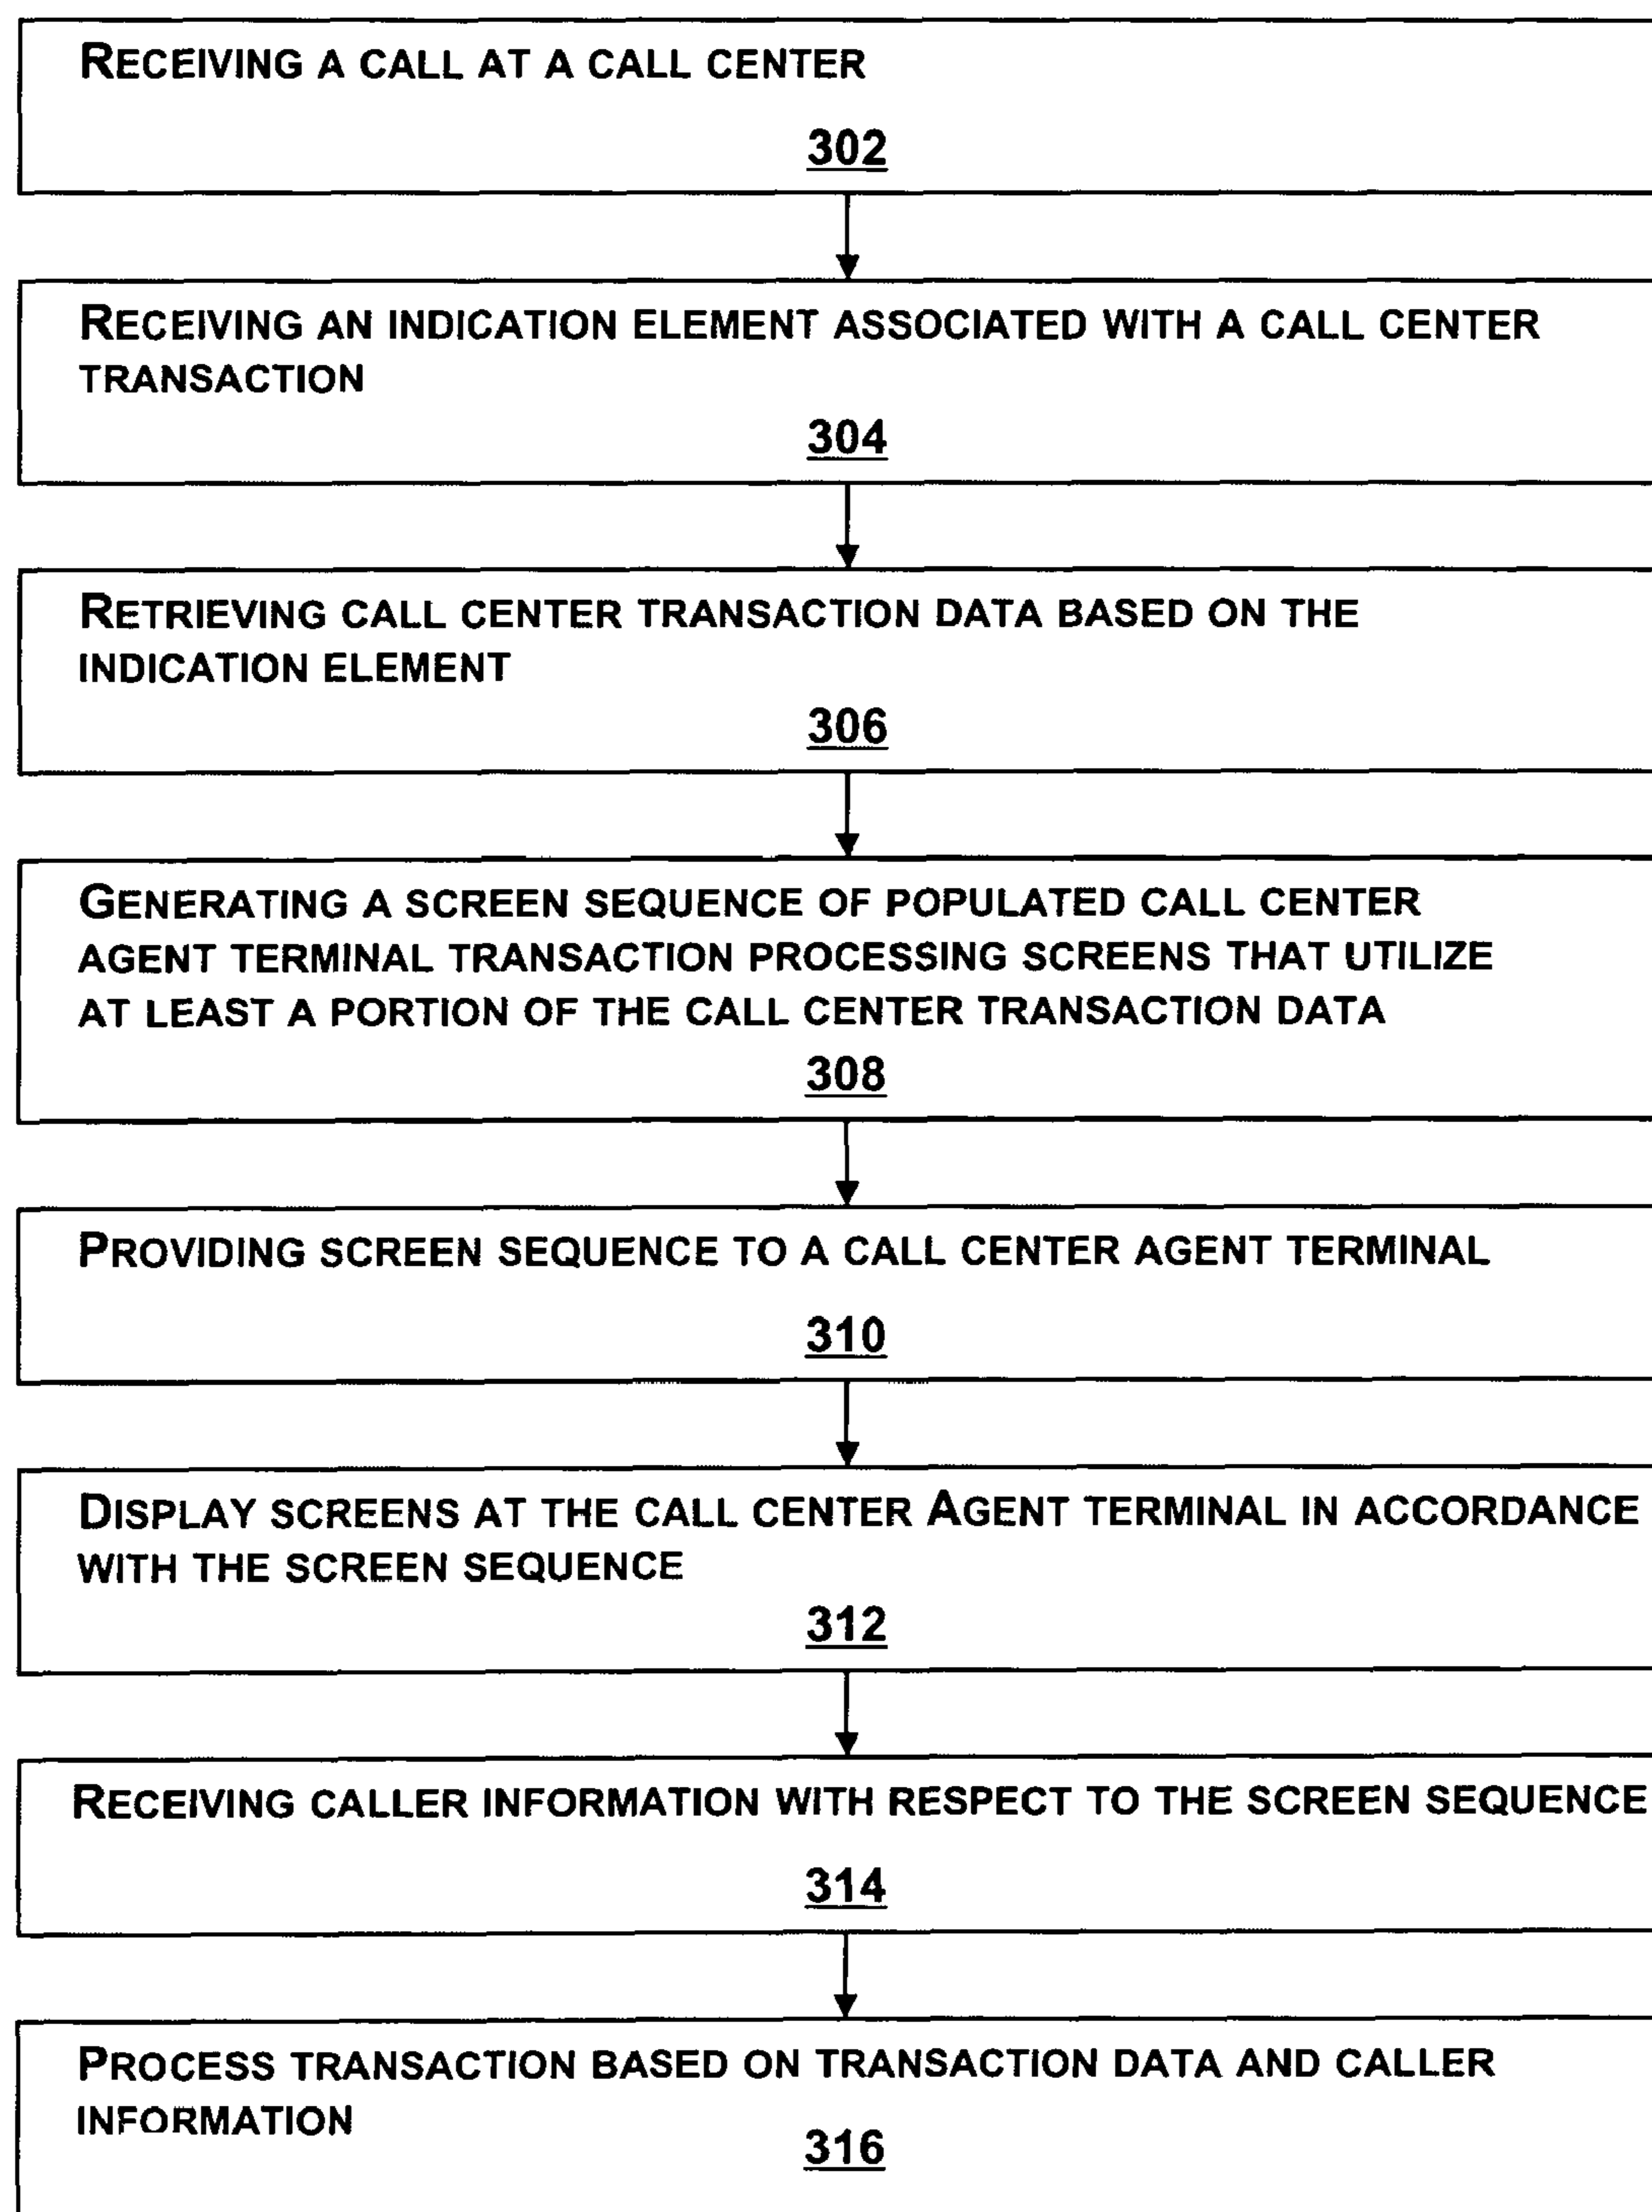 RECEIVING A CALL AT A CALL CENTER
302
RECEIVING AN INDICATION ELEMENT ASSOCIATED WITH A CALL CENTER
TRANSACTION
304
RETRIEVING CALL CENTER TRANSACTION DATA BASED ON THE
INDICATION ELEMENT
306
GENERATING A SCREEN SEQUENCE OF POPULATED CALL CENTER
AGENT TERMINAL TRANSACTION PROCESSING SCREENS THAT UTILIZE
AT LEAST A PORTION OF THE CALL CENTER TRANSACTION DATA
308
PROVIDING SCREEN SEQUENCE TO A CALL CENTER AGENT TERMINAL
310
DISPLAY SCREENS AT THE CALL CENTER AGENT TERMINAL IN ACCORDANCE
WITH THE SCREEN SEQUENCE
312
RECEIVING CALLER INFORMATION WITH RESPECT TO THE SCREEN SEQUENCE
314
PROCESS TRANSACTION BASED ON TRANSACTION DATA AND CALLER
INFORMATION
316